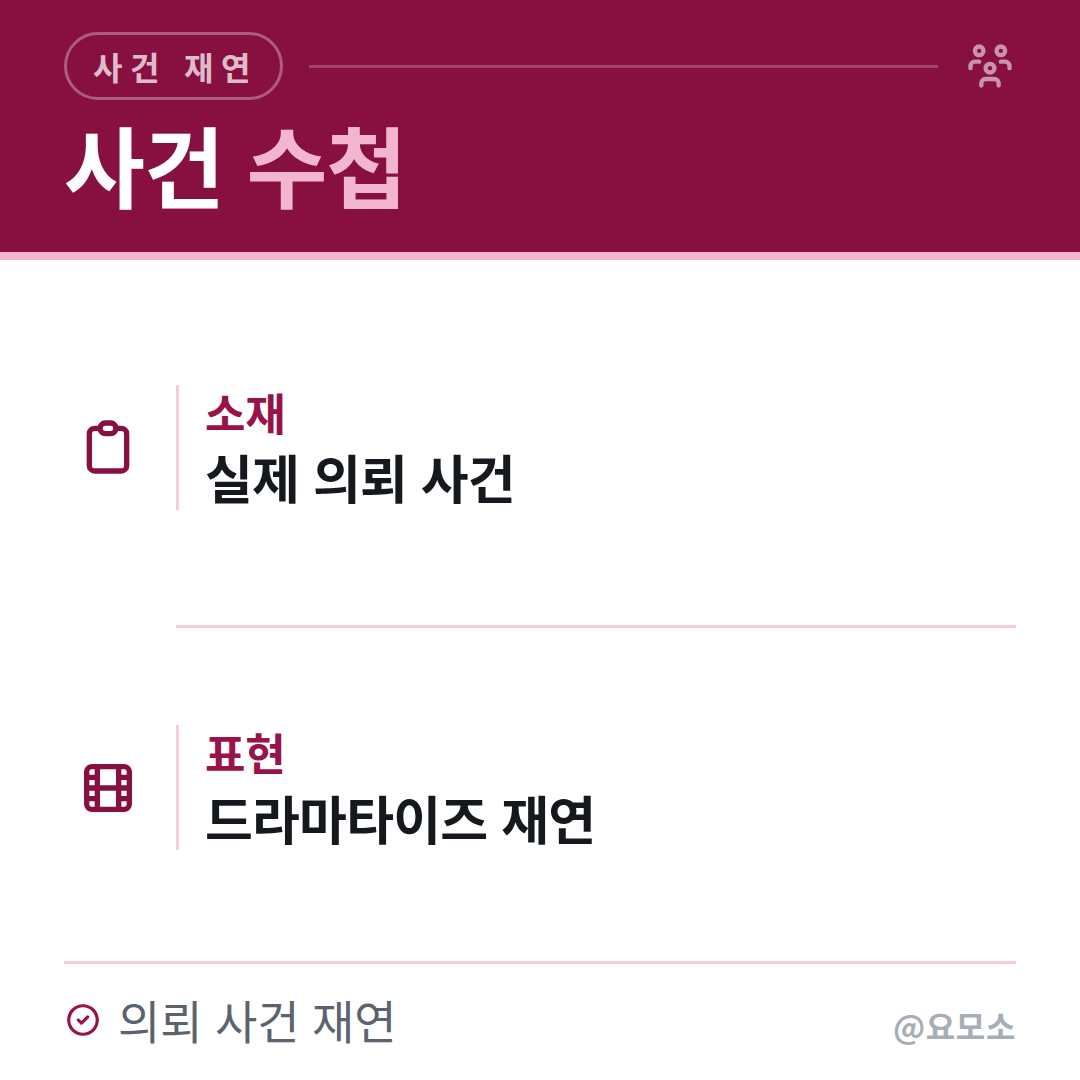 사건 재연
사건 수첩
소재
실제 의뢰 사건
표현
드라마타이즈 재연
의뢰 사건 재연
@요모소